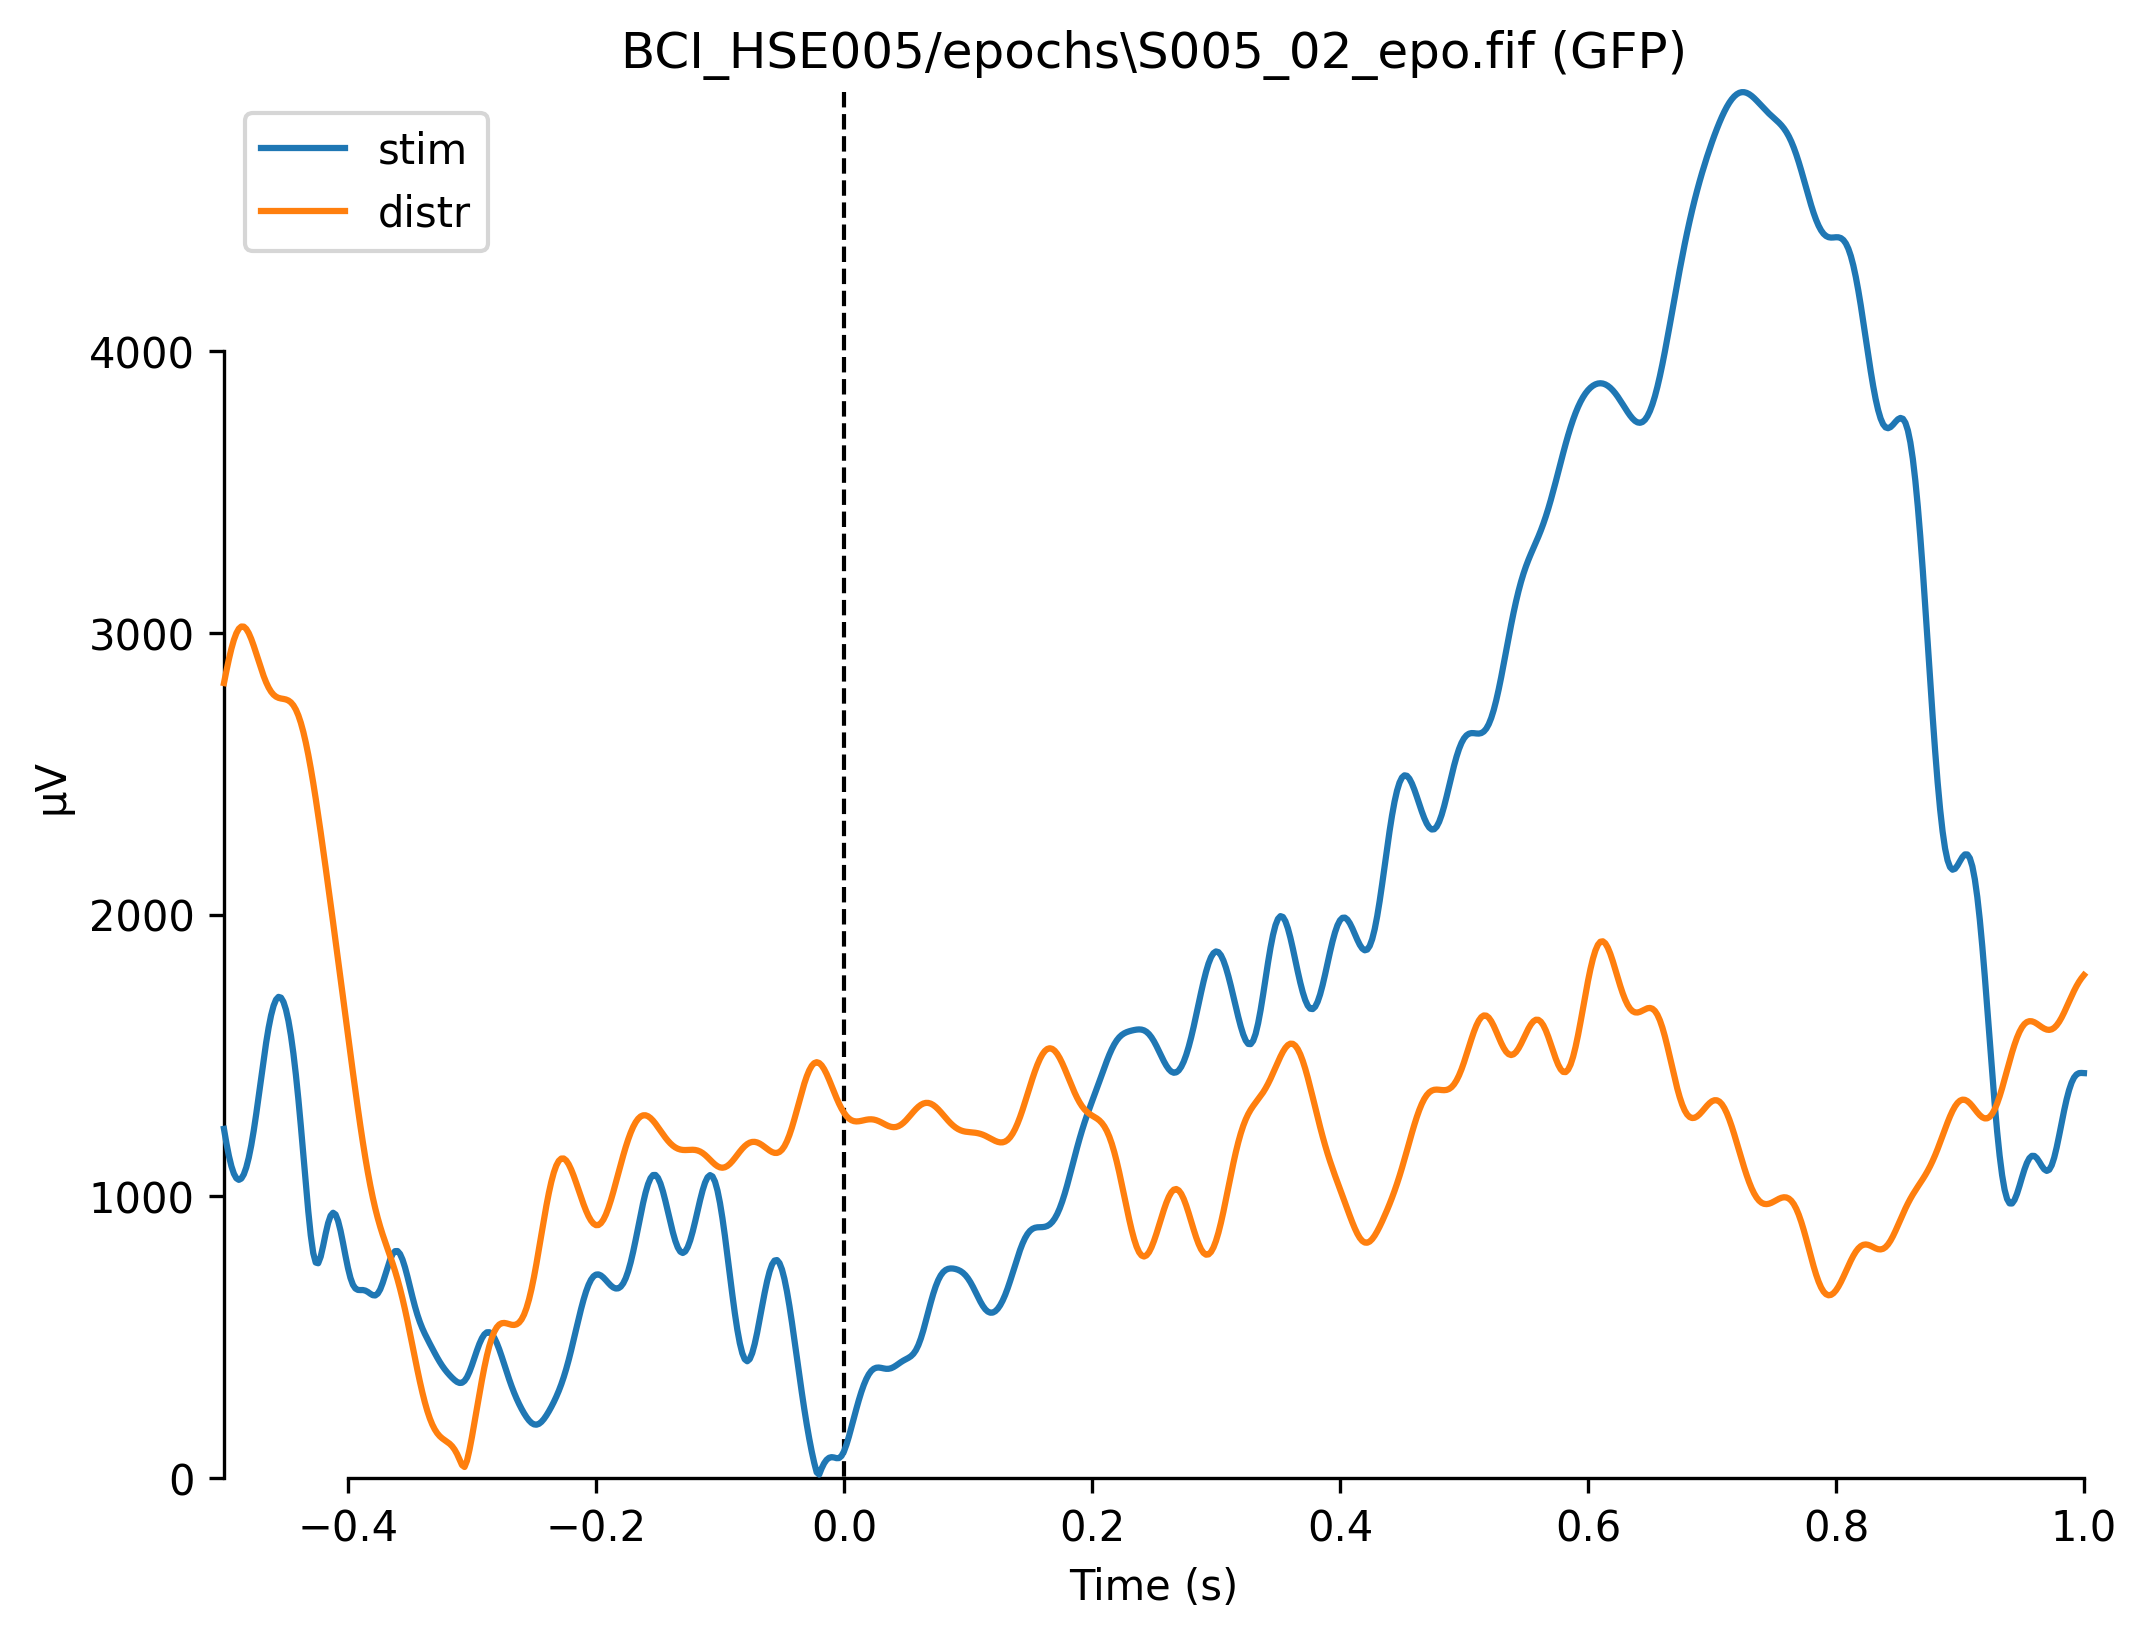 BCI_HSE005/epochs\S005_02_epo.fif (GFP)
stim
distr
4000
3000
2000
1000
0
µV
−0.4 −0.2 0.0 0.2 0.4 0.6 0.8 1.0
Time (s)